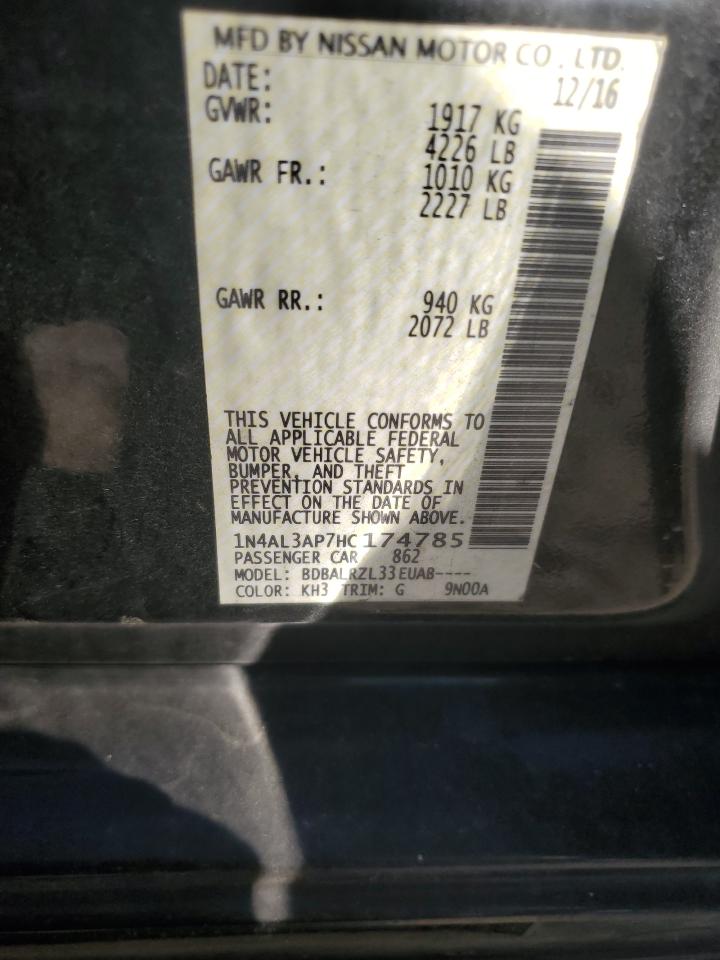 MFD BY NISSAN MOTOR CO., LTD.
DATE: 12/16
GVWR: 1917 KG
4226 LB
GAWR FR.: 1010 KG
2227 LB
GAWR RR.: 940 KG
2072 LB
THIS VEHICLE CONFORMS TO
ALL APPLICABLE FEDERAL
MOTOR VEHICLE SAFETY,
BUMPER, AND THEFT
PREVENTION STANDARDS IN
EFFECT ON THE DATE OF
MANUFACTURE SHOWN ABOVE.
1N4AL3AP7HC174785
PASSENGER CAR 862
MODEL: BDBALRZL33EUAB----
COLOR: KH3 TRIM: G 9N00A